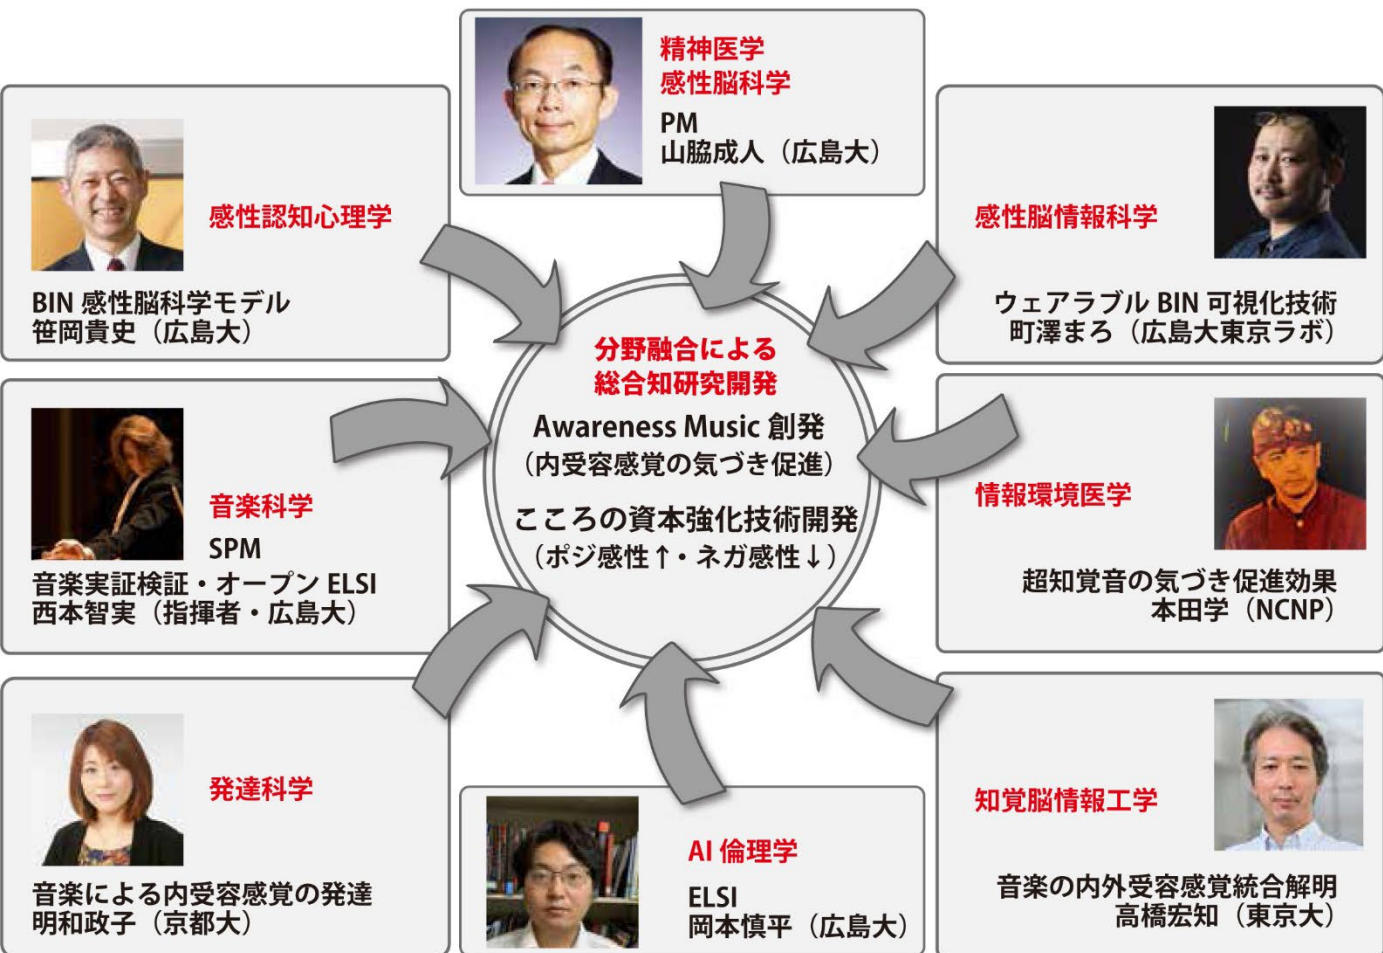 精神医学
感性脳科学
PM
山脇成人（広島大）
感性認知心理学
BIN 感性脳科学モデル
笹岡貴史（広島大）
感性脳情報科学
ウェアラブル BIN 可視化技術
町澤まろ（広島大東京ラボ）
分野融合による
総合知研究開発
Awareness Music 創発
（内受容感覚の気づき促進）
こころの資本強化技術開発
（ポジ感性↑・ネガ感性↓）
音楽科学
SPM
音楽実証検証・オープン ELSI
西本智実（指揮者・広島大）
情報環境医学
超知覚音の気づき促進効果
本田学（NCNP）
発達科学
音楽による内受容感覚の発達
明和政子（京都大）
AI 倫理学
ELSI
岡本慎平（広島大）
知覚脳情報工学
音楽の内外受容感覚統合解明
高橋宏知（東京大）